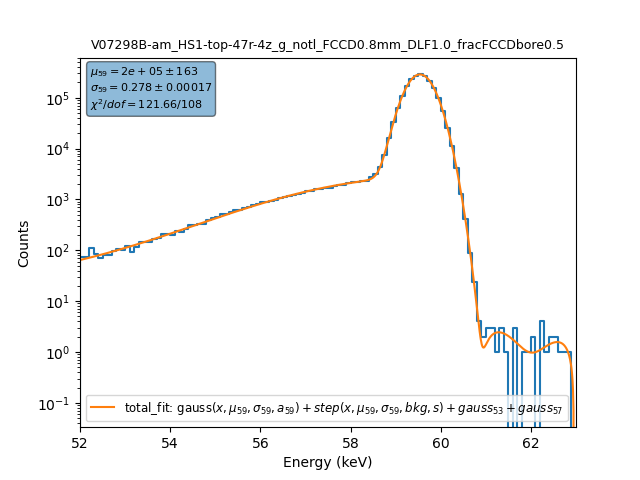 V07298B-am_HS1-top-47r-4z_g_notl_FCCD0.8mm_DLF1.0_fracFCCDbore0.5
μ₅₉ = 2e + 05 ± 163
σ₅₉ = 0.278 ± 0.00017
χ²/dof = 121.66/108
10⁵
10⁴
10³
10²
10¹
10⁰
10⁻¹
Counts
total_fit: gauss(x, μ₅₉, σ₅₉, a₅₉) + step(x, μ₅₉, σ₅₉, bkg, s) + gauss₅₃ + gauss₅₇
52 54 56 58 60 62
Energy (keV)